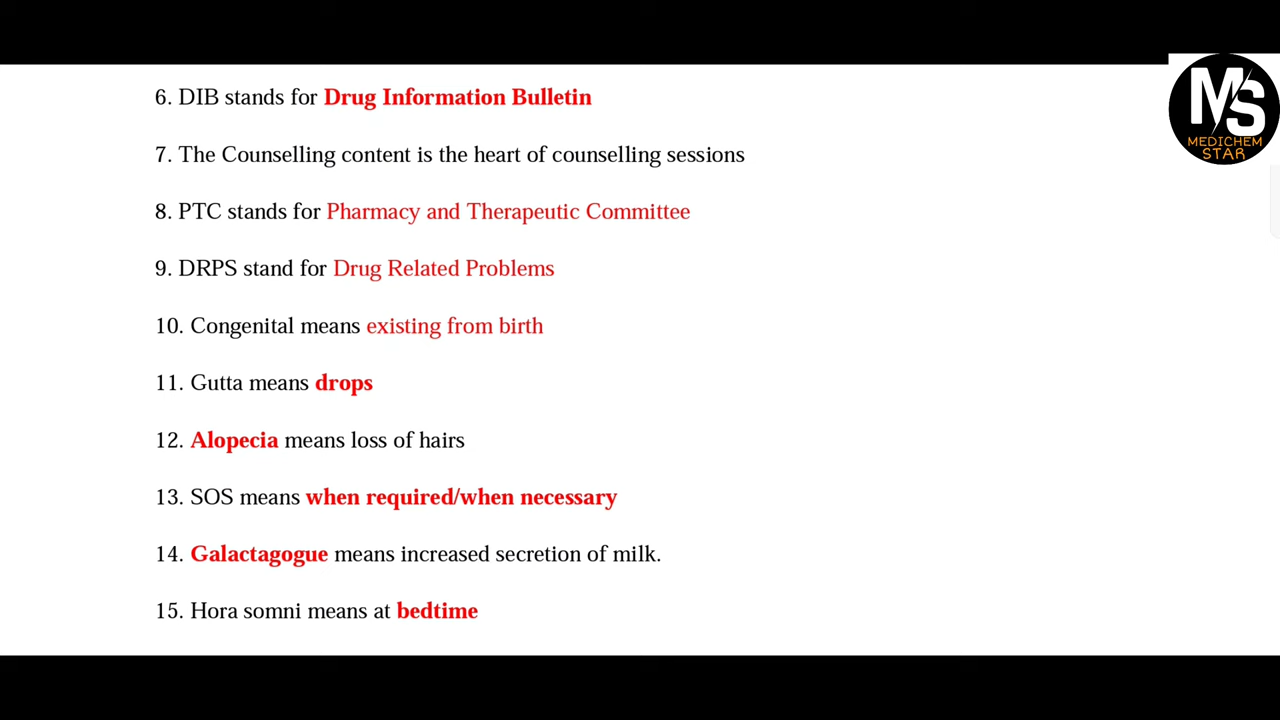 6. DIB stands for Drug Information Bulletin
7. The Counselling content is the heart of counselling sessions
8. PTC stands for Pharmacy and Therapeutic Committee
9. DRPS stand for Drug Related Problems
10. Congenital means existing from birth
11. Gutta means drops
12. Alopecia means loss of hairs
13. SOS means when required/when necessary
14. Galactagogue means increased secretion of milk.
15. Hora somni means at bedtime
MS
MEDICHEM
STAR